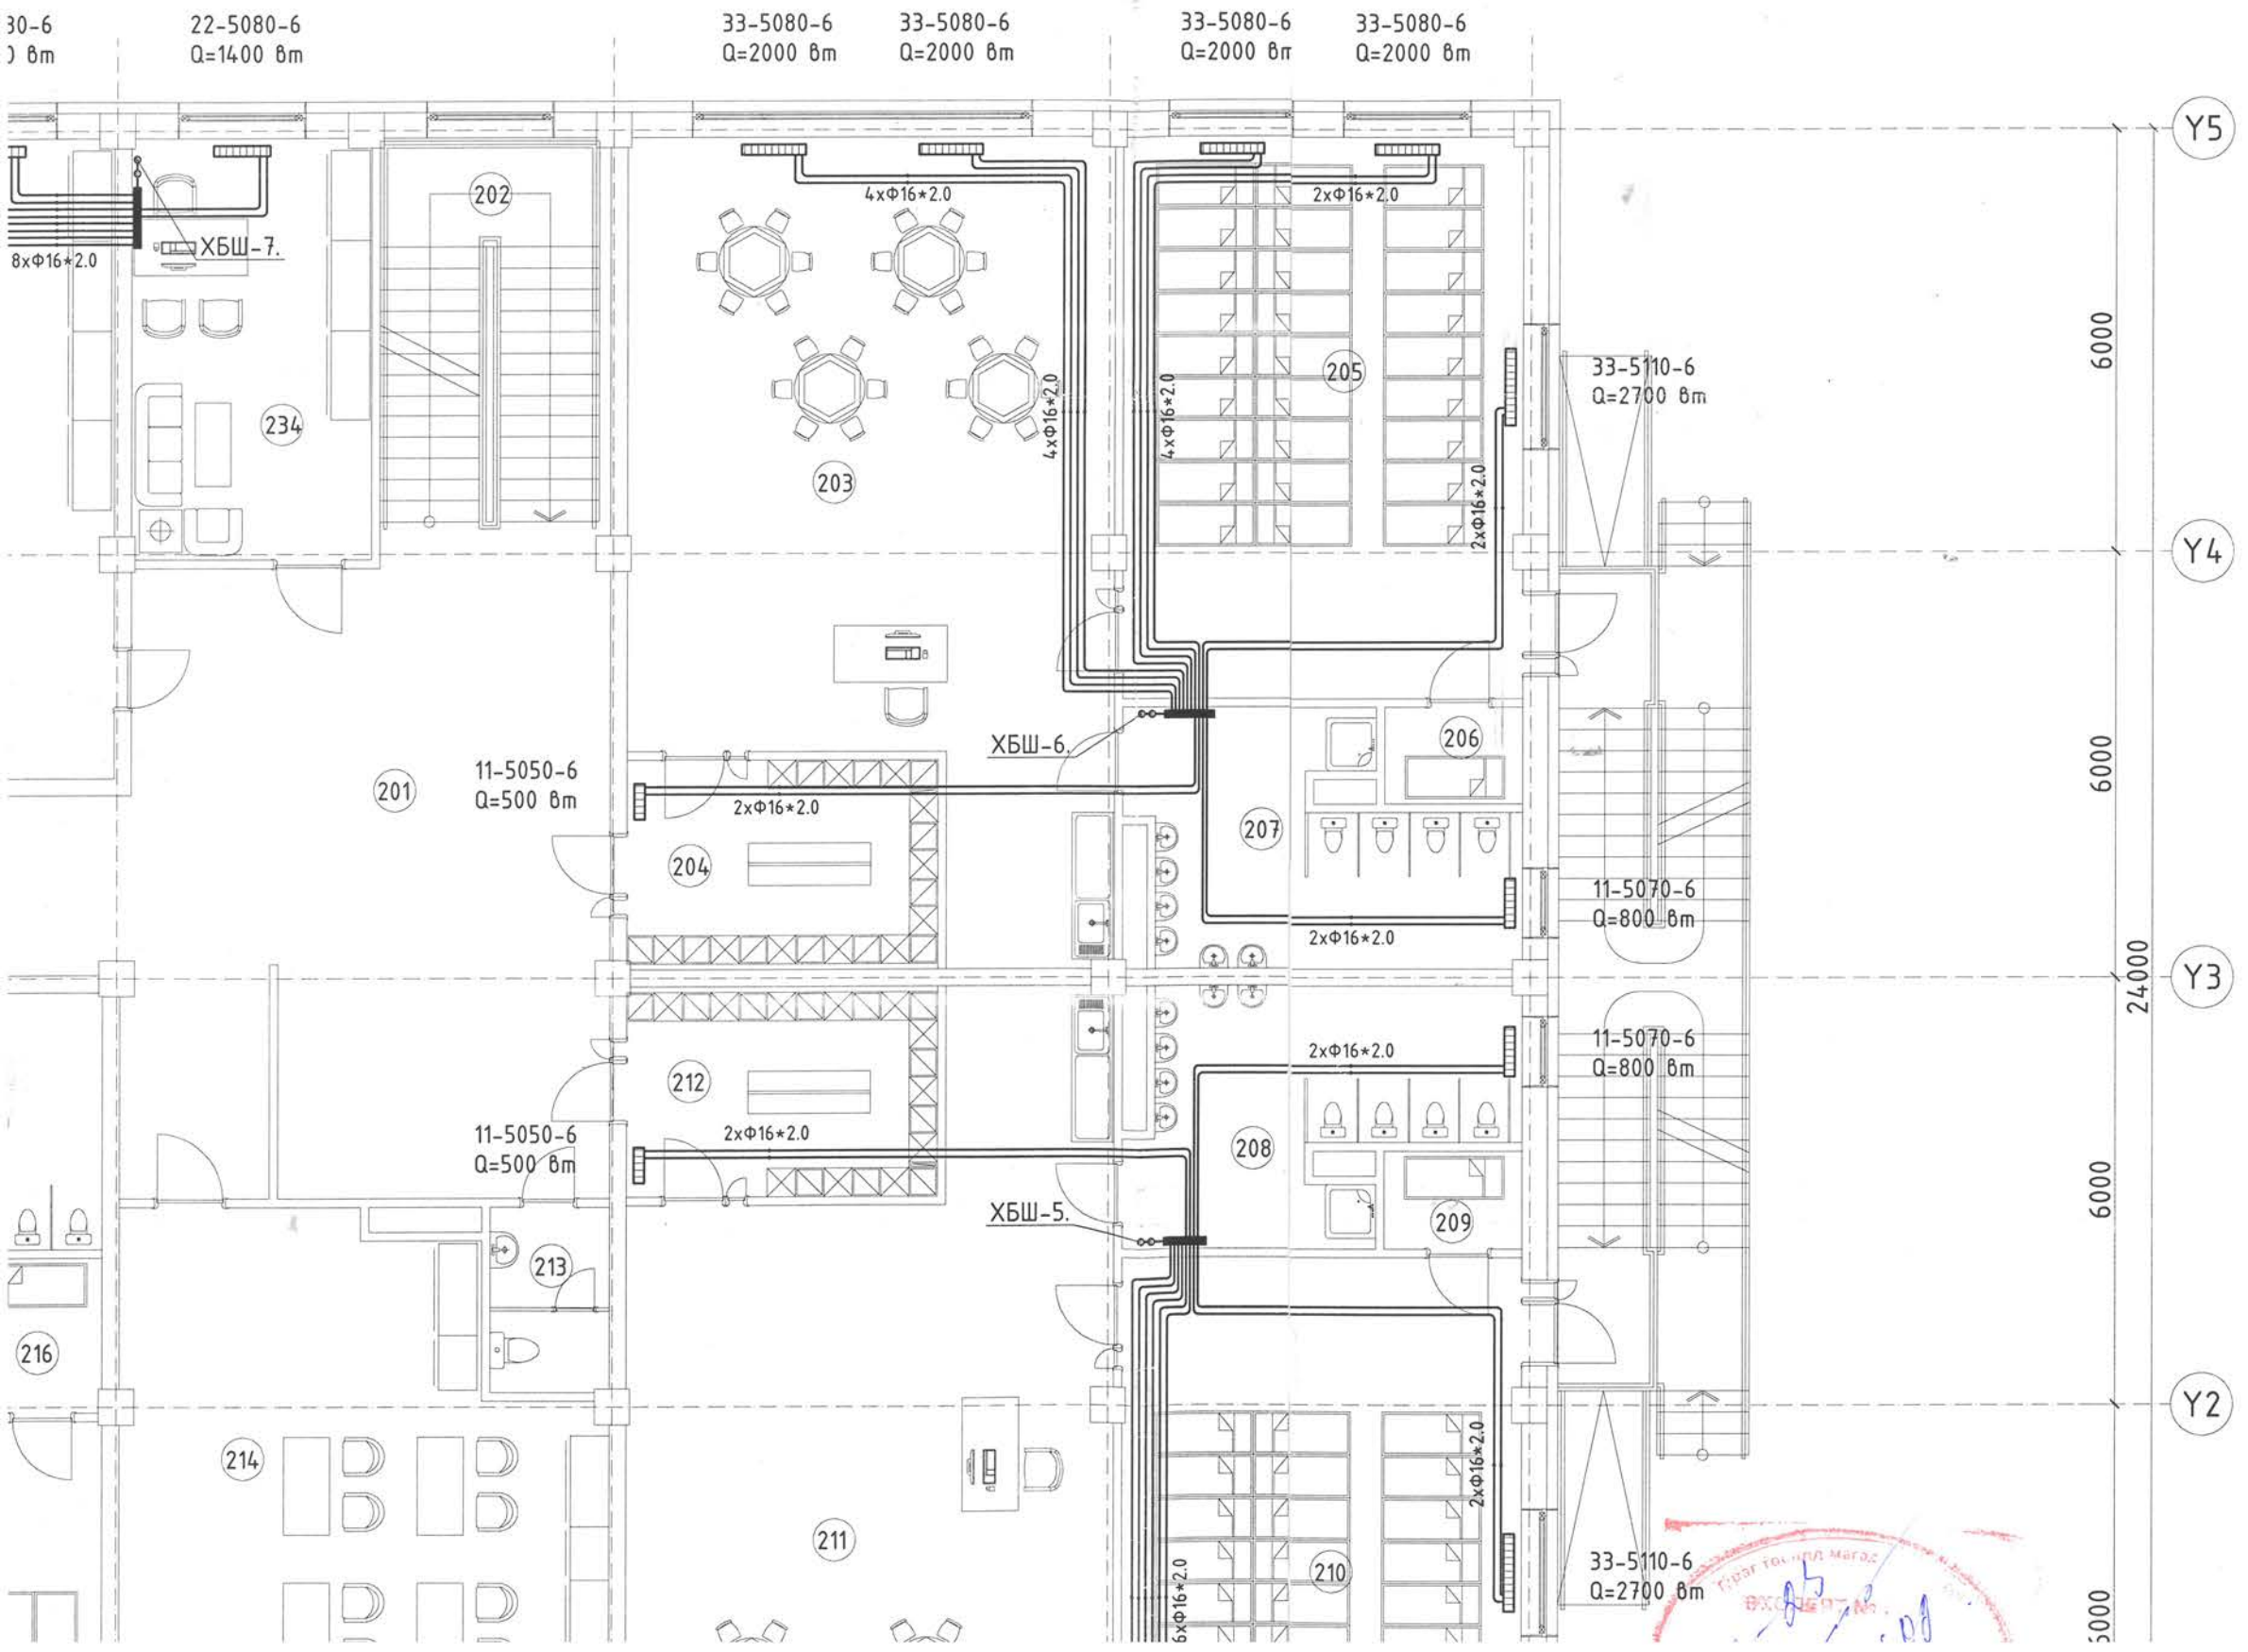 30-6
0 вт
22-5080-6
Q=1400 вт
33-5080-6
Q=2000 вт
33-5080-6
Q=2000 вт
33-5080-6
Q=2000 вт
33-5080-6
Q=2000 вт
Y5
202
4xФ16*2.0
2xФ16*2.0
ХБШ-7.
8xФ16*2.0
6000
33-5110-6
Q=2700 вт
205
4xФ16*2.0
4xФ16*2.0
234
203
2xФ16*2.0
Y4
ХБШ-6.
206
6000
11-5050-6
Q=500 вт
201
2xФ16*2.0
207
204
11-5070-6
Q=800 вт
2xФ16*2.0
24000
Y3
11-5070-6
Q=800 вт
2xФ16*2.0
212
11-5050-6
Q=500 вт
2xФ16*2.0
208
6000
ХБШ-5.
209
213
216
Y2
214
2xФ16*2.0
211
210
6xФ16*2.0
33-5110-6
Q=2700 вт
6000